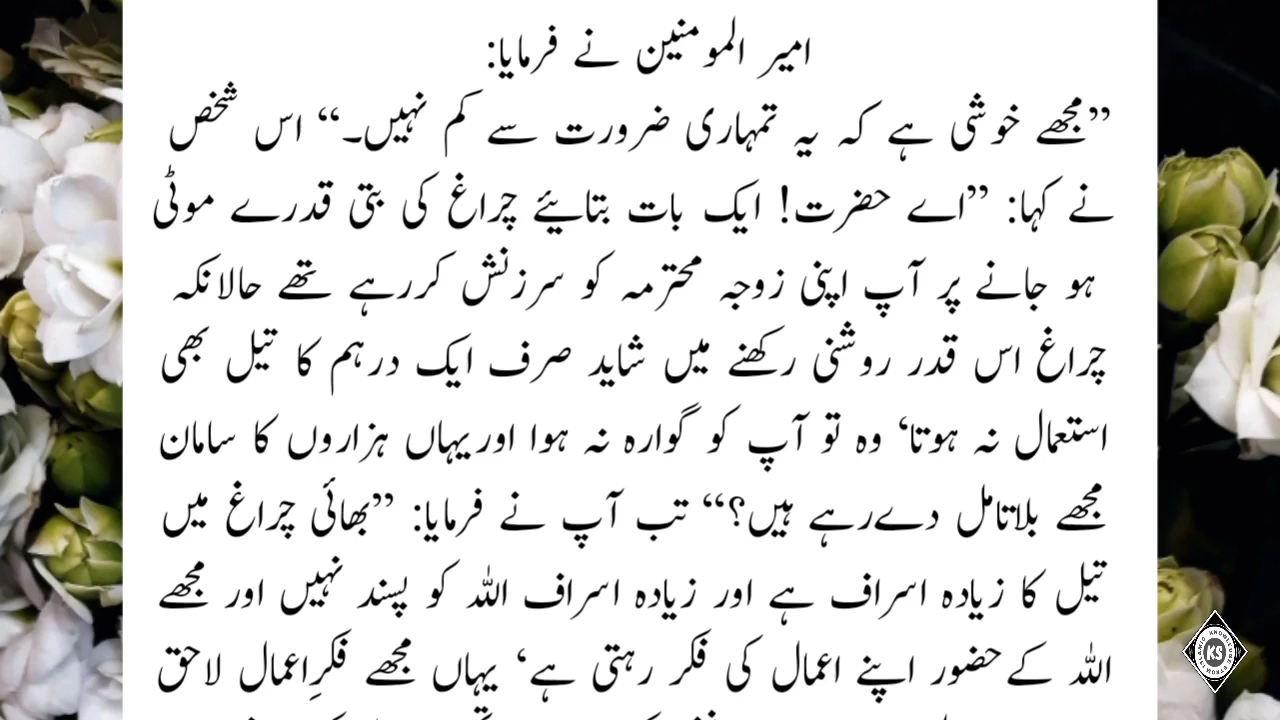 امیر المومنین نے فرمایا:
”مجھے خوشی ہے کہ یہ تمہاری ضرورت سے کم نہیں۔“ اس شخص
نے کہا: ”اے حضرت! ایک بات بتائیے چراغ کی بتی قدرے موٹی
ہو جانے پر آپ اپنی زوجہ محترمہ کو سرزنش کررہے تھے حالانکہ
چراغ اس قدر روشنی رکھنے میں شاید صرف ایک درہم کا تیل بھی
استعمال نہ ہوتا، وہ تو آپ کو گوارہ نہ ہوا اور یہاں ہزاروں کا سامان
مجھے بلاتامل دےرہے ہیں؟“ تب آپ نے فرمایا: ”بھائی چراغ میں
تیل کا زیادہ اسراف ہے اور زیادہ اسراف اللہ کو پسند نہیں اور مجھے
اللہ کے حضور اپنے اعمال کی فکر رہتی ہے، یہاں مجھے فکرِاعمال لاحق
KS